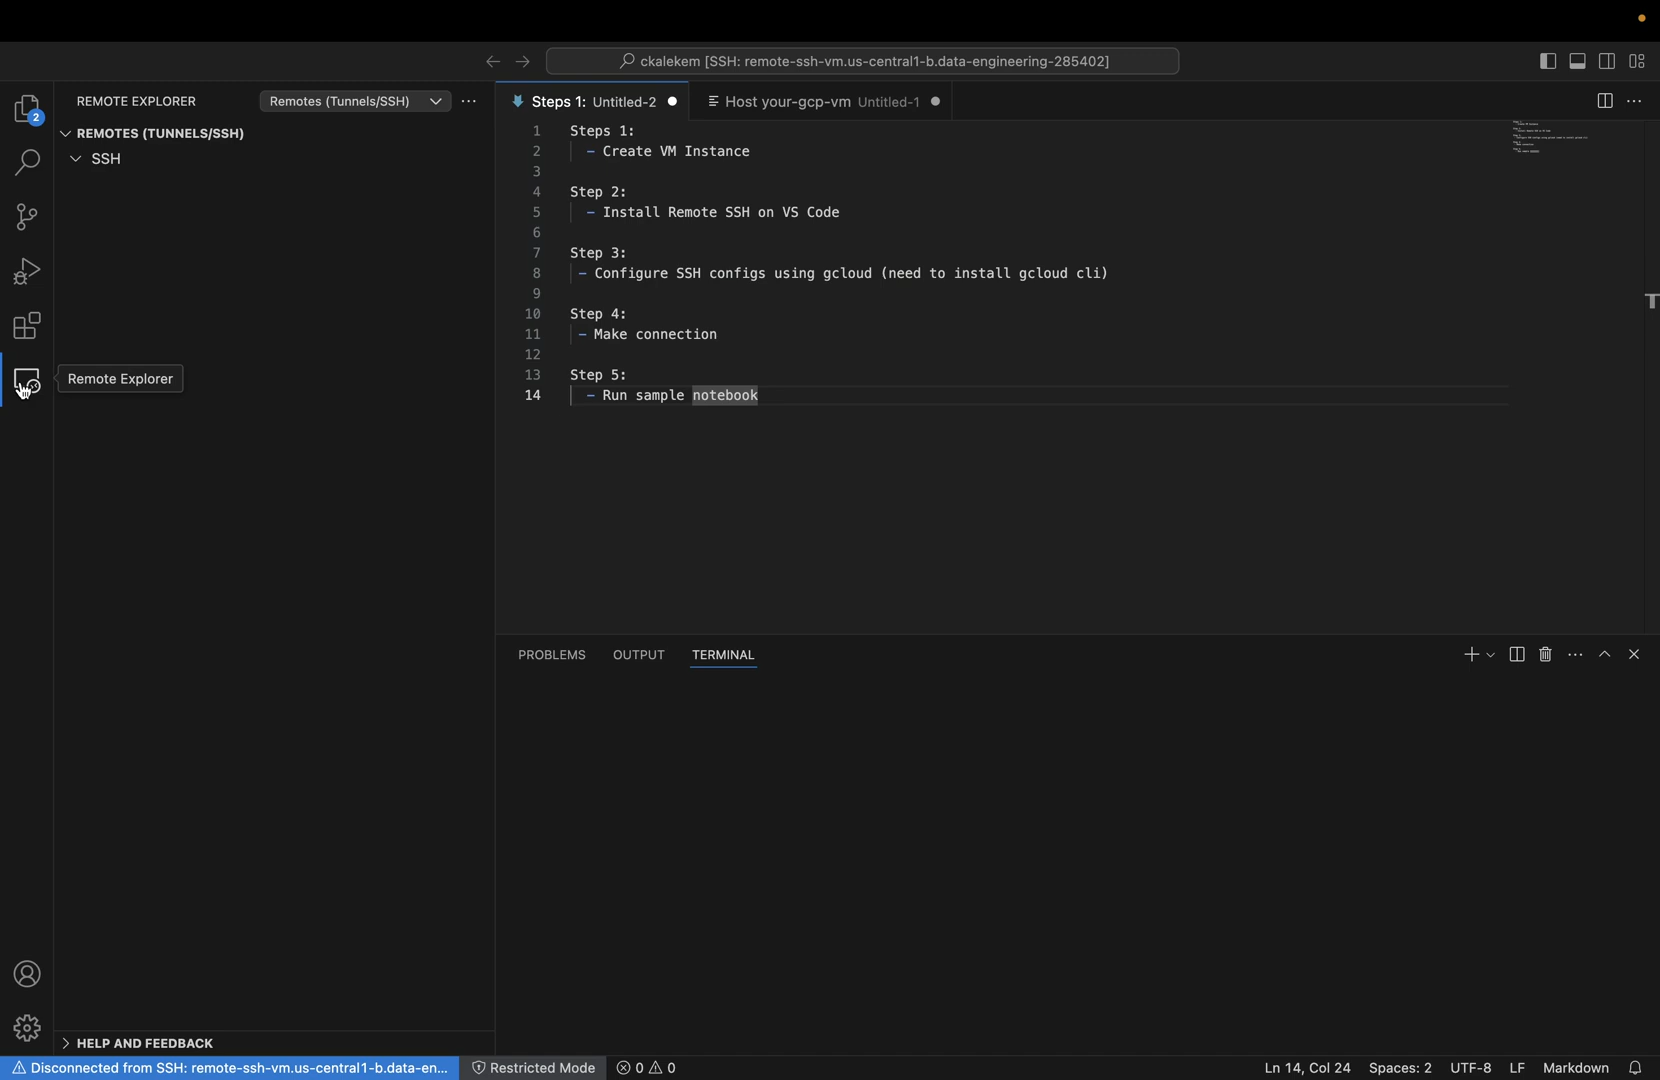 ckalekem [SSH: remote-ssh-vm.us-central1-b.data-engineering-285402]
REMOTE EXPLORER
Remotes (Tunnels/SSH)
Steps 1: Untitled-2
Host your-gcp-vm Untitled-1
2
REMOTES (TUNNELS/SSH)
SSH
Remote Explorer
1 Steps 1:
2 - Create VM Instance
3
4 Step 2:
5 - Install Remote SSH on VS Code
6
7 Step 3:
8 - Configure SSH configs using gcloud (need to install gcloud cli)
9
10 Step 4:
11 - Make connection
12
13 Step 5:
14 - Run sample notebook
PROBLEMS OUTPUT TERMINAL
HELP AND FEEDBACK
Disconnected from SSH: remote-ssh-vm.us-central1-b.data-en... Restricted Mode 0 0 Ln 14, Col 24 Spaces: 2 UTF-8 LF Markdown